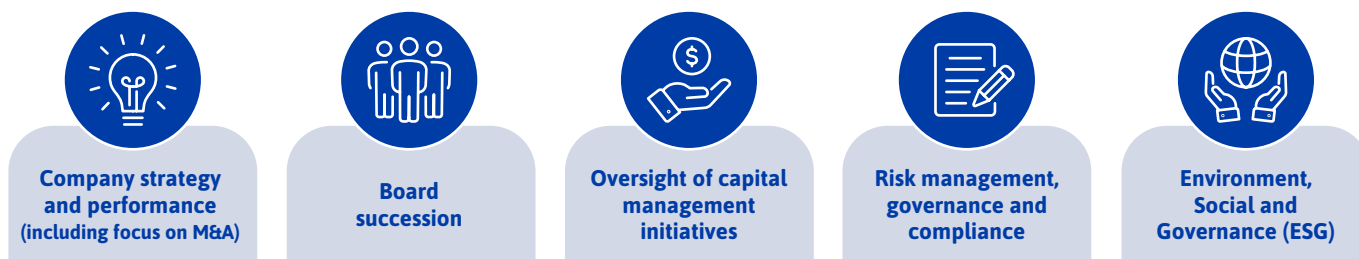 $
Company strategy
and performance
(including focus on M&A)
Board
succession
Oversight of capital
management
initiatives
Risk management,
governance and
compliance
Environment,
Social and
Governance (ESG)